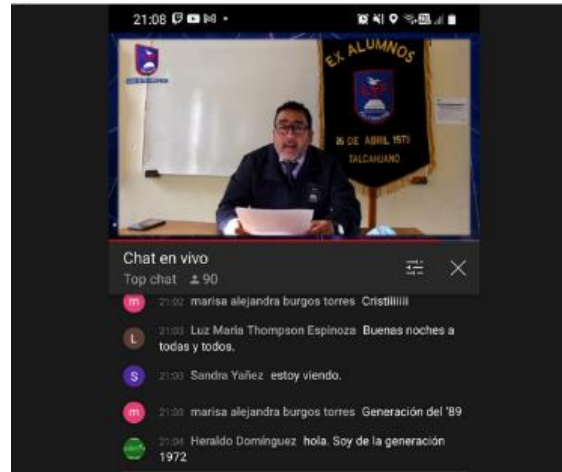 21:08
EX ALUMNOS
26 DE ABRIL 1979
TALCAHUANO
Chat en vivo
Top chat 90
21:02 marisa alejandra burgos torres Cristiiiiiii
21:03 Luz María Thompson Espinoza Buenas noches a
todas y todos.
21:03 Sandra Yañez estoy viendo.
21:03 marisa alejandra burgos torres Generación del '89
21:04 Heraldo Domínguez hola. Soy de la generación
1972
m
L
S
m